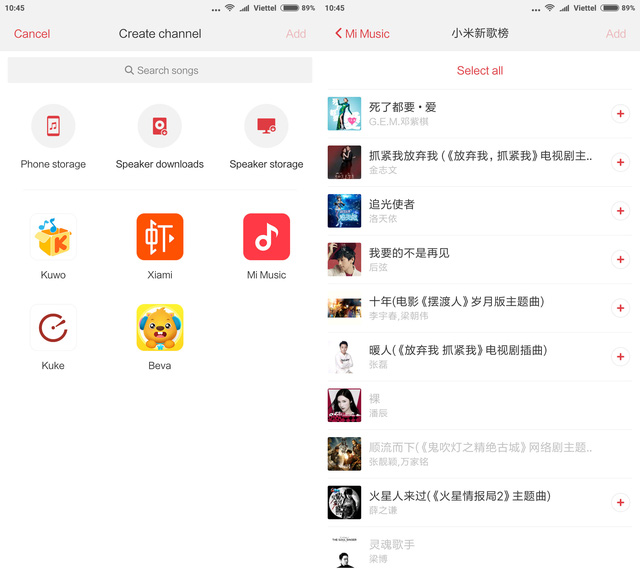 10:45
... Viettel 89%
Cancel
Create channel
Add
Search songs
Phone storage
Speaker downloads
Speaker storage
K
虾
Kuwo
Xiami
Mi Music
Kuke
Beva
10:45
... Viettel 89%
Mi Music
小米新歌榜
Add
Select all
死了都要·爱
G.E.M.邓紫棋
抓紧我放弃我 (《放弃我，抓紧我》电视剧主..
金志文
追光使者
洛天依
我要的不是再见
后弦
十年(电影《摆渡人》岁月版主题曲)
李宇春,梁朝伟
暖人(《放弃我 抓紧我》电视剧插曲)
张磊
裸
潘辰
顺流而下(《鬼吹灯之精绝古城》网络剧主题..
张靓颖,万家铭
火星人来过(《火星情报局2》主题曲)
薛之谦
灵魂歌手
梁博